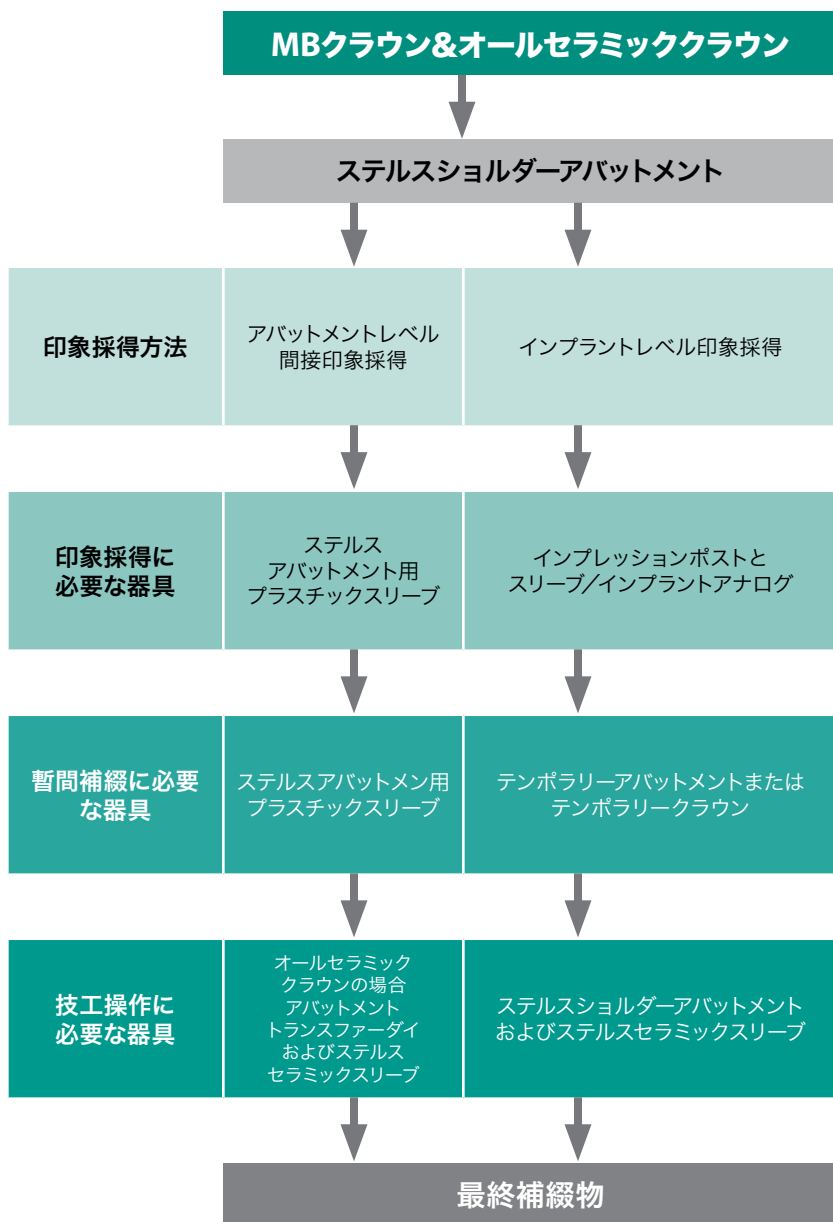 MBクラウン&オールセラミッククラウン
ステルスショルダーアバットメント
印象採得方法
アバットメントレベル
間接印象採得
インプラントレベル印象採得
印象採得に
必要な器具
ステルス
アバットメント用
プラスチックスリーブ
インプレッションポストと
スリーブ/インプラントアナログ
暫間補綴に必要
な器具
ステルスアバットメン用
プラスチックスリーブ
テンポラリーアバットメントまたは
テンポラリークラウン
技工操作に
必要な器具
オールセラミック
クラウンの場合
アバットメント
トランスファーダイ
およびステルス
セラミックスリーブ
ステルスショルダーアバットメント
およびステルスセラミックスリーブ
最終補綴物